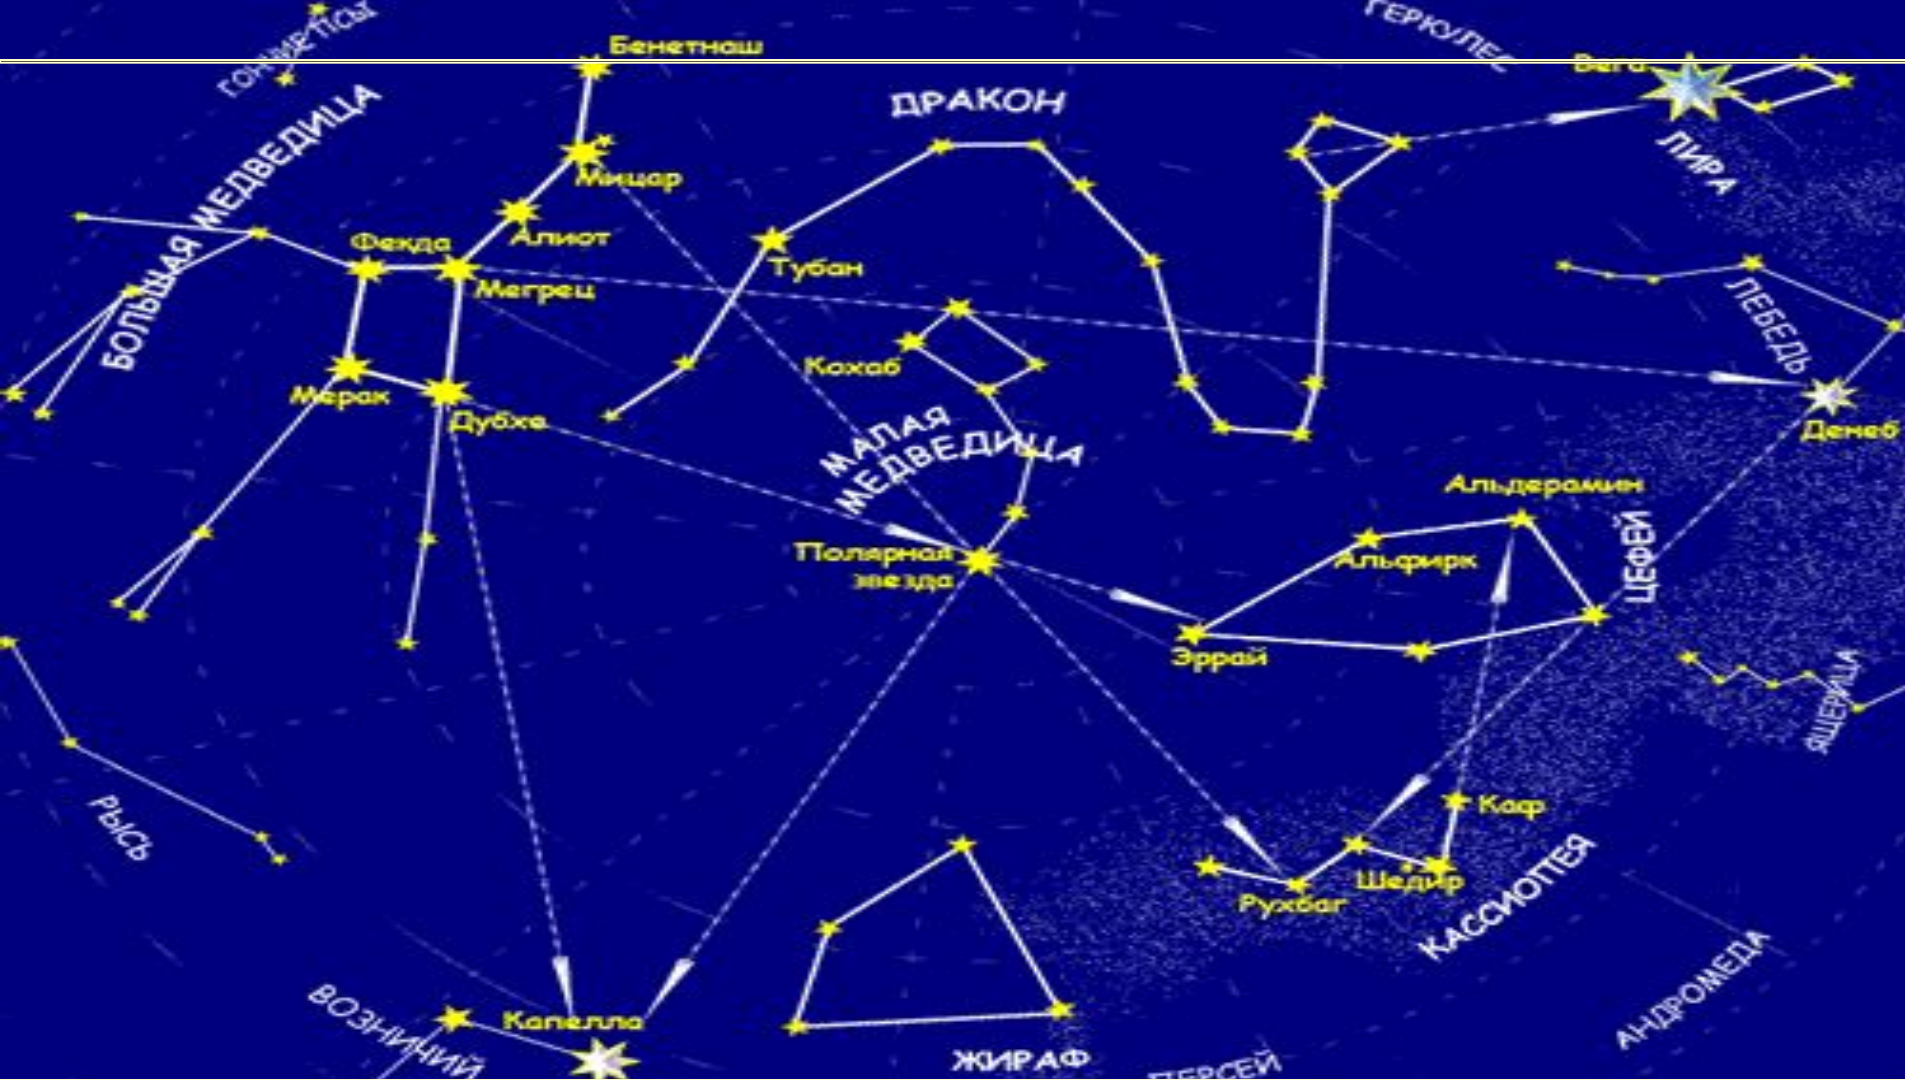 ГОНЧИЕ ПСЫ
Бенетнаш
ГЕРКУЛЕС
Вега
БОЛЬШАЯ МЕДВЕДИЦА
ДРАКОН
ЛИРА
Мицар
Алиот
Фекда
Мегрец
Тубан
Кохаб
ЛЕБЕДЬ
Денеб
Мерак
Дубхе
МАЛАЯ
МЕДВЕДИЦА
Альдерамин
ЦЕФЕЙ
Альфирк
Полярная
звезда
Эррай
ЯЩЕРИЦА
РЫСЬ
Каф
Шедир
Рухбаг
КАССИОПЕЯ
АНДРОМЕДА
ВОЗНИЧИЙ
Капелла
ЖИРАФ
ПЕРСЕЙ